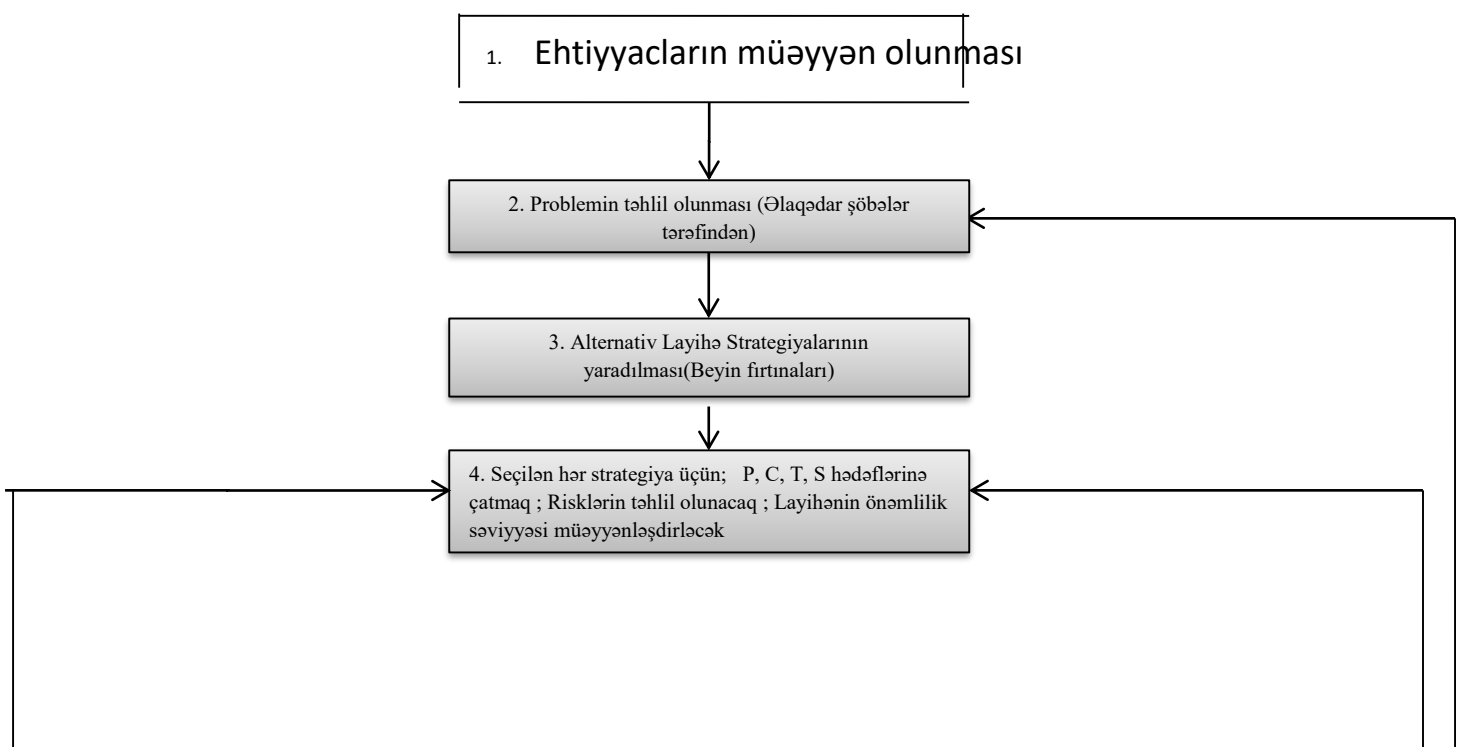 1. Ehtiyyacların müəyyən olunması
2. Problemin təhlil olunması (Əlaqədar şöbələr
tərəfindən)
3. Alternativ Layihə Strategiyalarının
yaradılması(Beyin fırtınaları)
4. Seçilən hər strategiya üçün; P, C, T, S hədəflərinə
çatmaq ; Risklərin təhlil olunacaq ; Layihənin önəmlilik
səviyyəsi müəyyənləşdirləcək